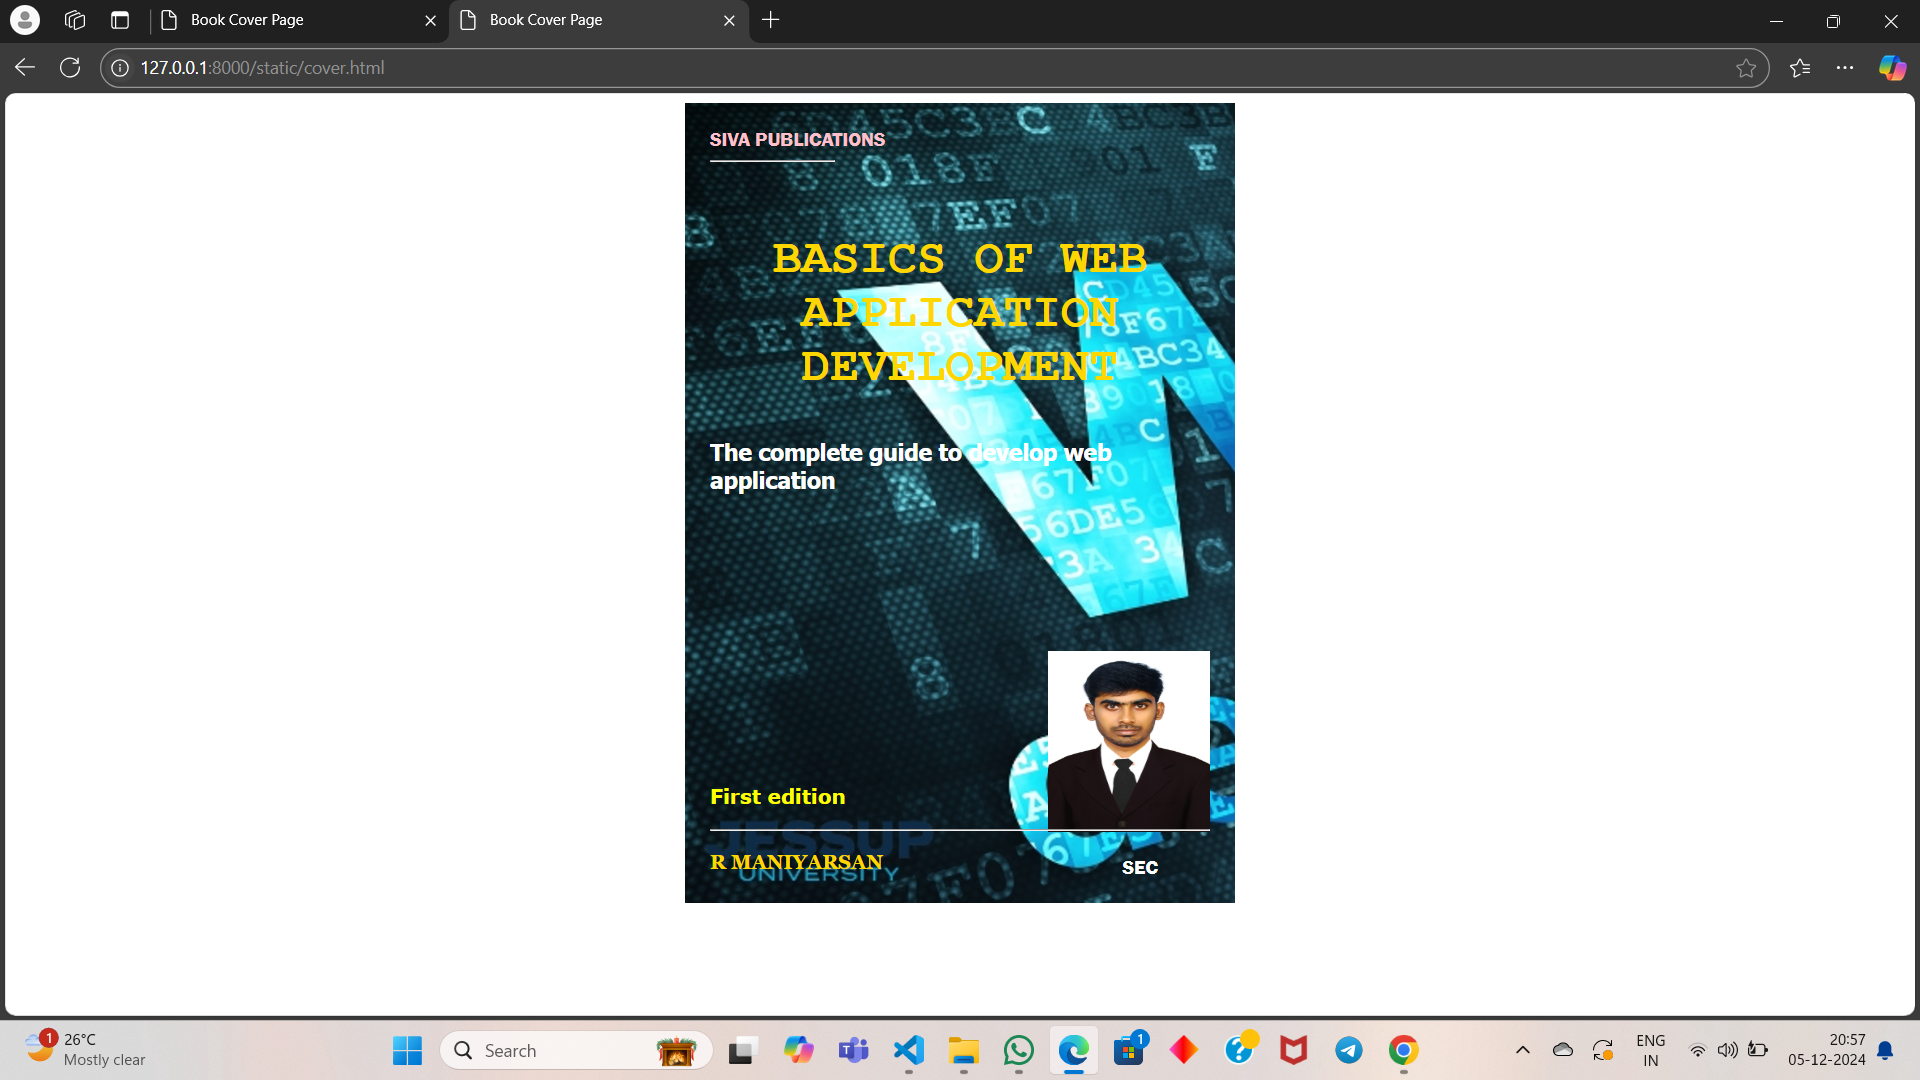 Book Cover Page
Book Cover Page
127.0.0.1:8000/static/cover.html
SIVA PUBLICATIONS
BASICS OF WEB
APPLICATION
DEVELOPMENT
The complete guide to develop web
application
First edition
JESSUP
UNIVERSITY
R MANIYARSAN
SEC
1
26°C
Mostly clear
Search
1
ENG
IN
20:57
05-12-2024